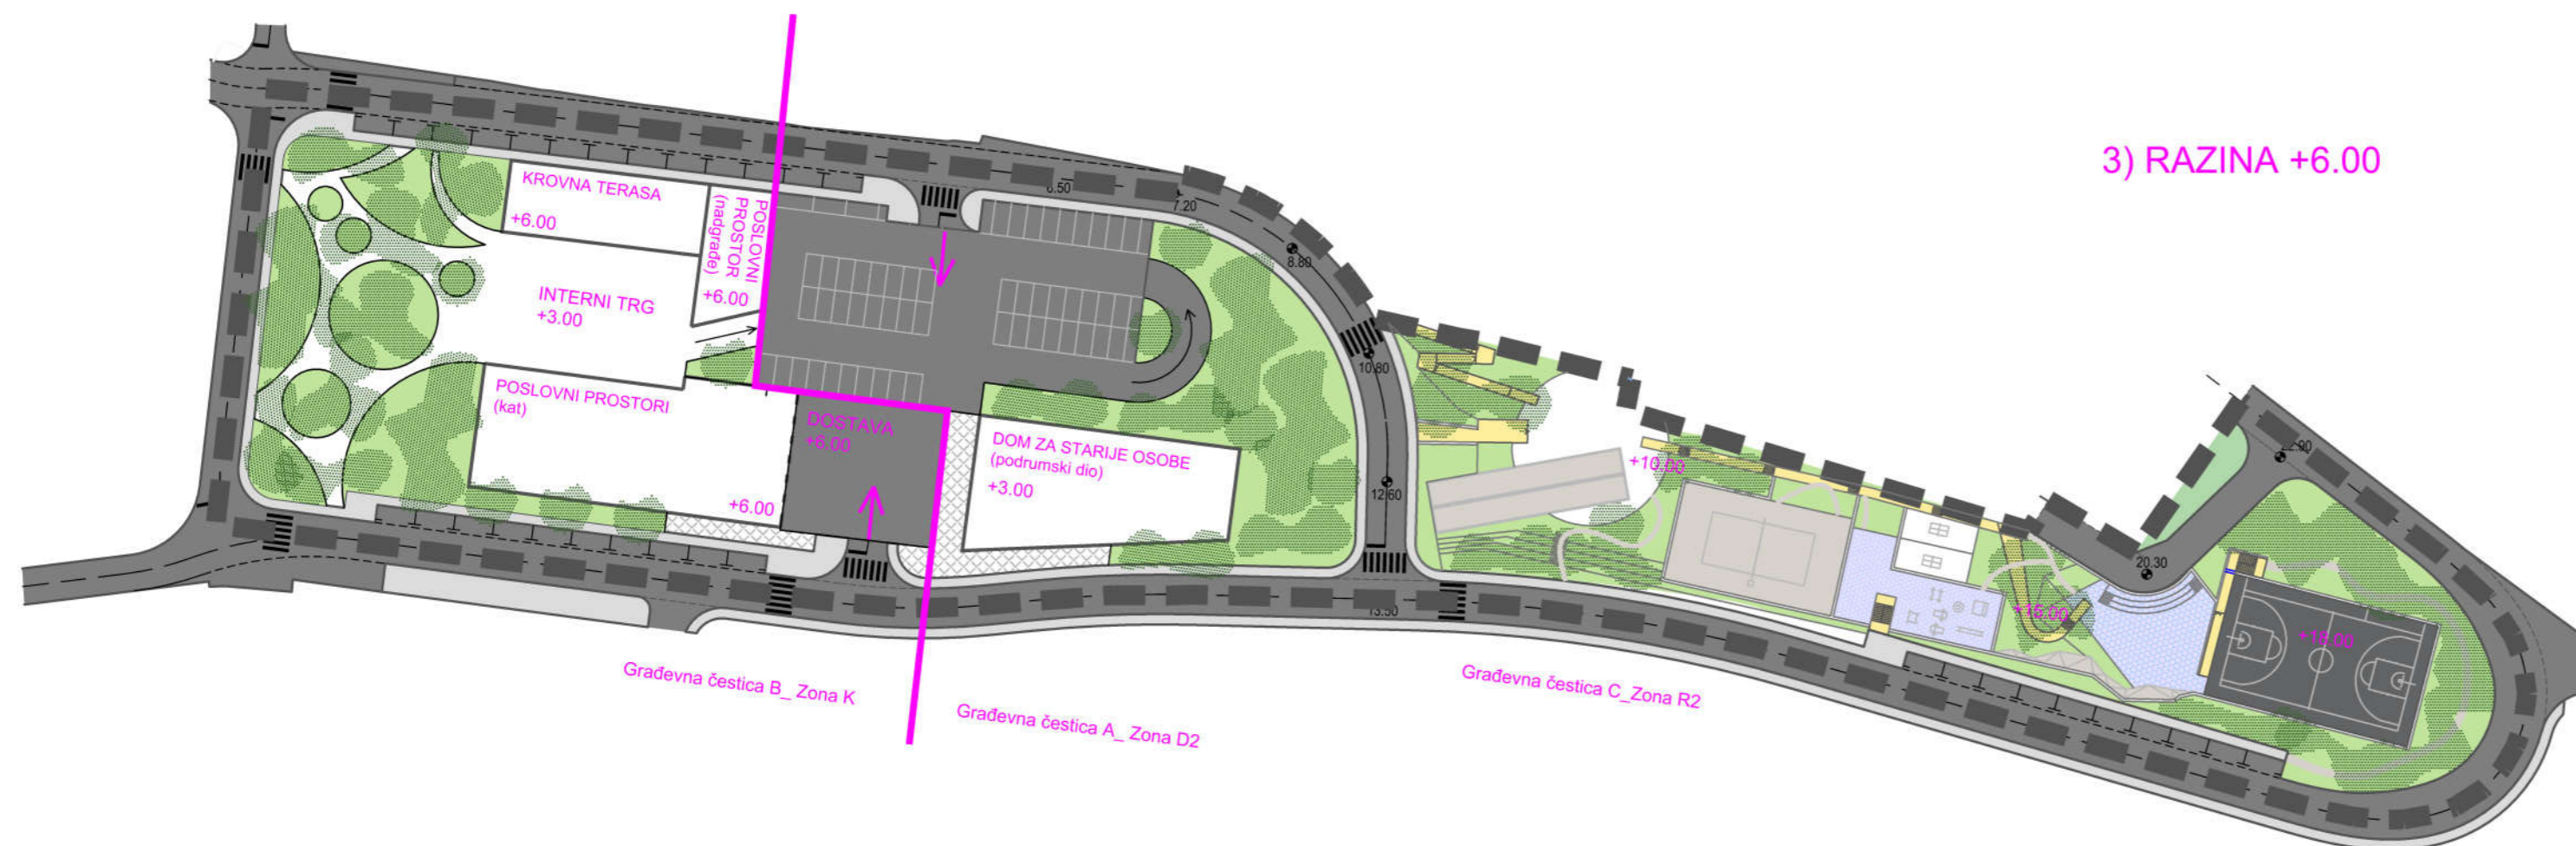 3) RAZINA +6.00
KROVNA TERASA
+6.00
POSLOVNI
PROSTOR
(nadgrađe)
+6.00
INTERNI TRG
+3.00
POSLOVNI PROSTORI
(kat)
+6.00
DOSTAVA
+6.00
DOM ZA STARIJE OSOBE
(podrumski dio)
+3.00
6.50
7.20
8.80
10.80
12.60
13.50
+10.00
+15.00
20.30
22.90
+18.00
Građevna čestica B_ Zona K
Građevna čestica A_ Zona D2
Građevna čestica C_Zona R2